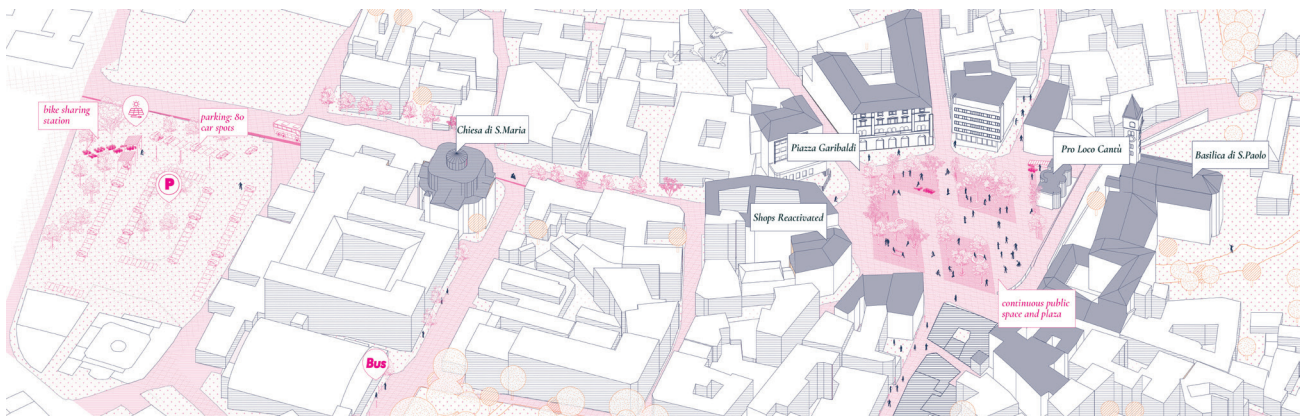 bike sharing
station
parking: 80
car spots
P
Bus
Chiesa di S.Maria
Piazza Garibaldi
Shops Reactivated
Pro Loco Cantù
Basilica di S.Paolo
continuous public
space and plaza